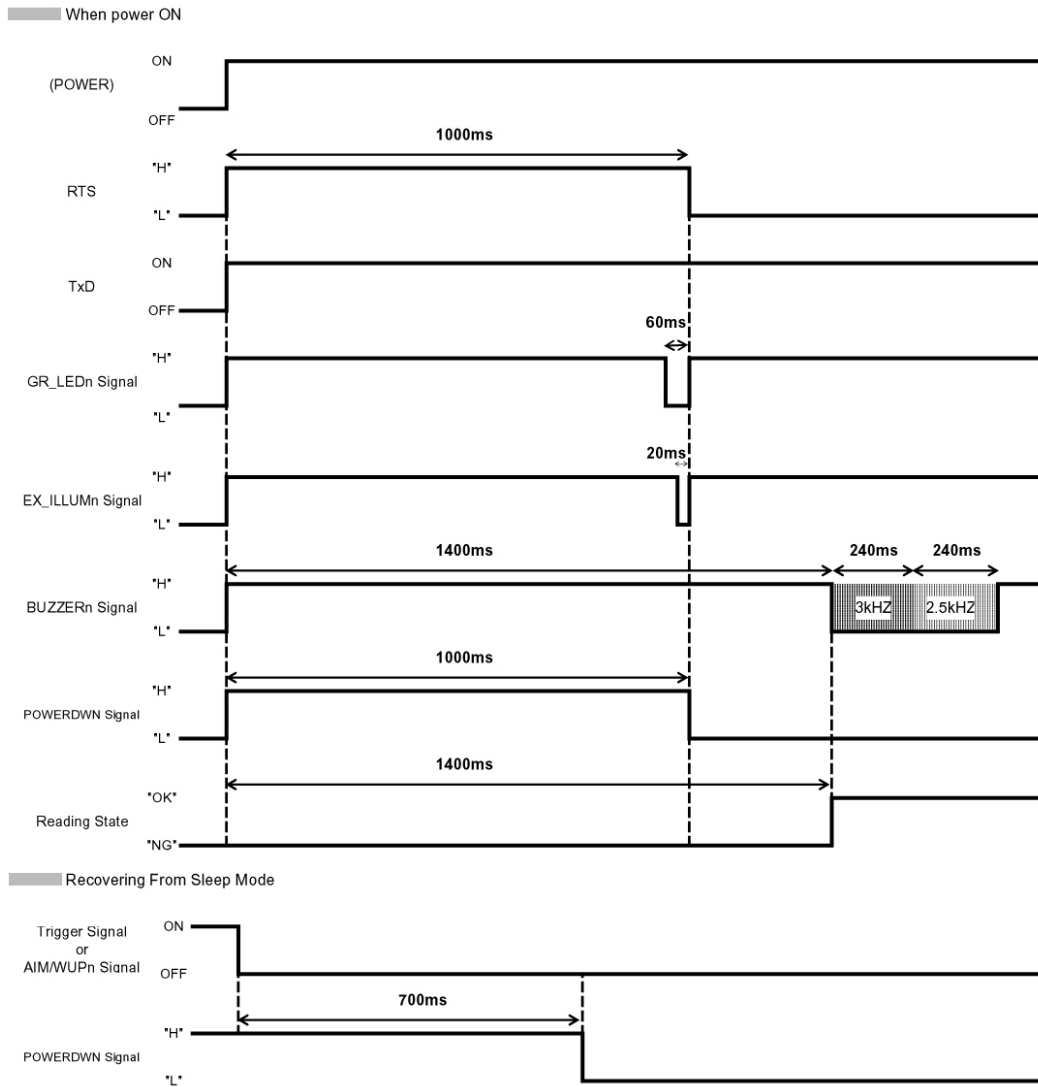 When power ON
ON
(POWER)
OFF
1000ms
"H"
RTS
"L"
ON
TxD
OFF
60ms
"H"
GR_LEDn Signal
"L"
20ms
"H"
EX_ILLUMn Signal
"L"
1400ms
240ms
240ms
"H"
BUZZERn Signal
3kHZ
2.5kHZ
"L"
1000ms
"H"
POWERDWN Signal
"L"
1400ms
"OK"
Reading State
"NG"
Recovering From Sleep Mode
ON
Trigger Signal
or
AIM/WUPn Signal
OFF
700ms
"H"
POWERDWN Signal
"L"